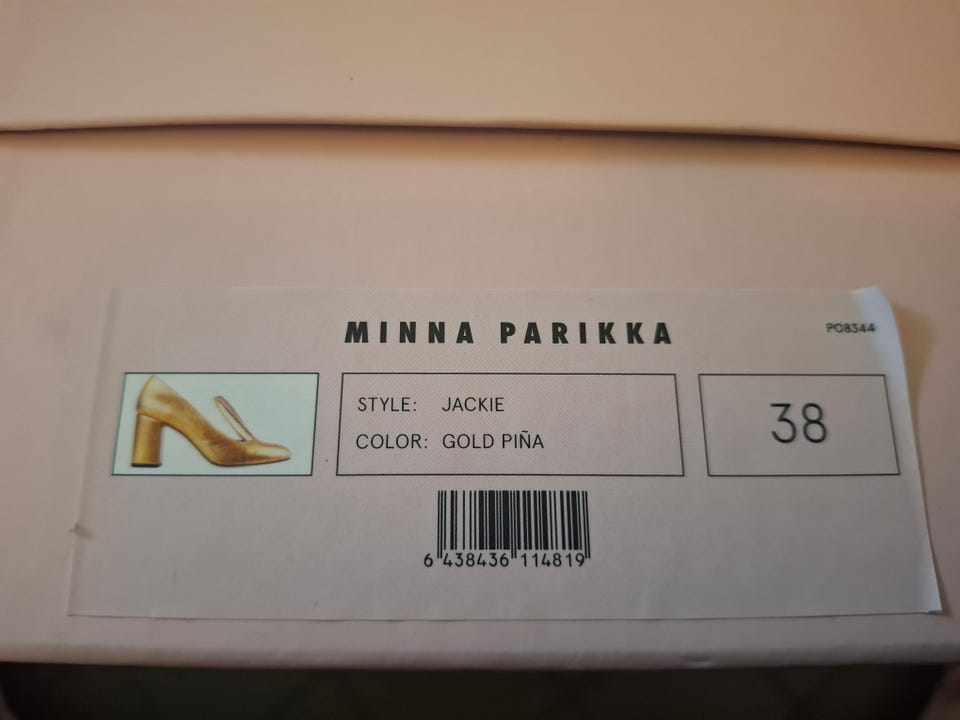 MINNA PARIKKA
PO8344
STYLE: JACKIE
COLOR: GOLD PIÑA
38
6 438436 114819